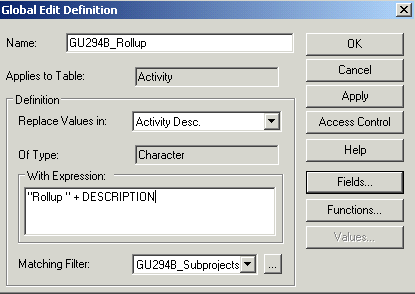 Global Edit Definition
Name: GU294B_Rollup
OK
Applies to Table: Activity
Cancel
Apply
Definition
Replace Values in: Activity Desc.
Access Control
Of Type: Character
Help
With Expression:
Fields...
"Rollup " + DESCRIPTION
Functions...
Values...
Matching Filter: GU294B_Subprojects ...